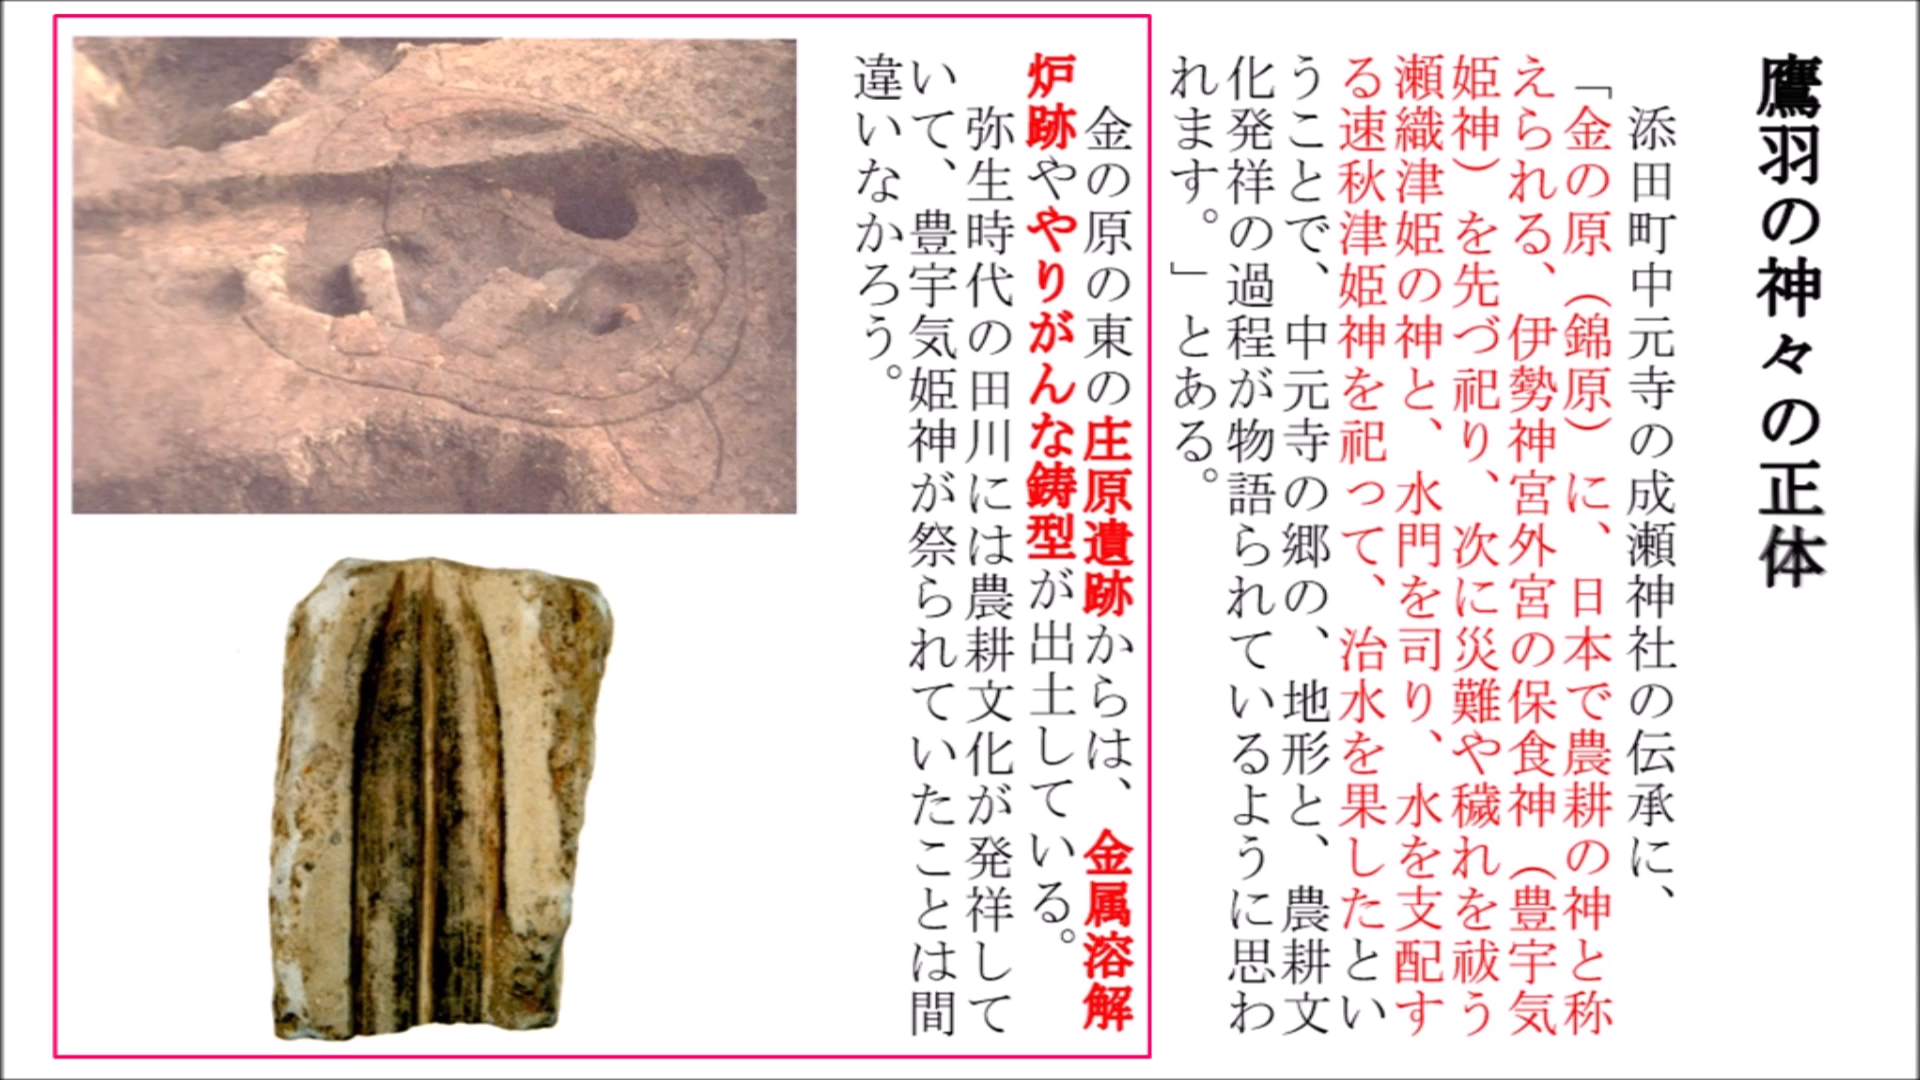 鷹羽の神々の正体
添田町中元寺の成瀬神社の伝承に、
「金の原（錦原）に、日本で農耕の神と称
えられる、伊勢神宮外宮の保食神（豊宇気
姫神）を先づ祀り、次に災難や穢れを祓う
瀬織津姫の神と、水門を司り、水を支配す
る速秋津姫神を祀って、治水を果したとい
うことで、中元寺の郷の、地形と、農耕文
化発祥の過程が物語られているように思わ
れます。」とある。
金の原の東の庄原遺跡からは、金属溶解
炉跡ややりがんな鋳型が出土している。
弥生時代の田川には農耕文化が発祥して
いて、豊宇気姫神が祭られていたことは間
違いなかろう。